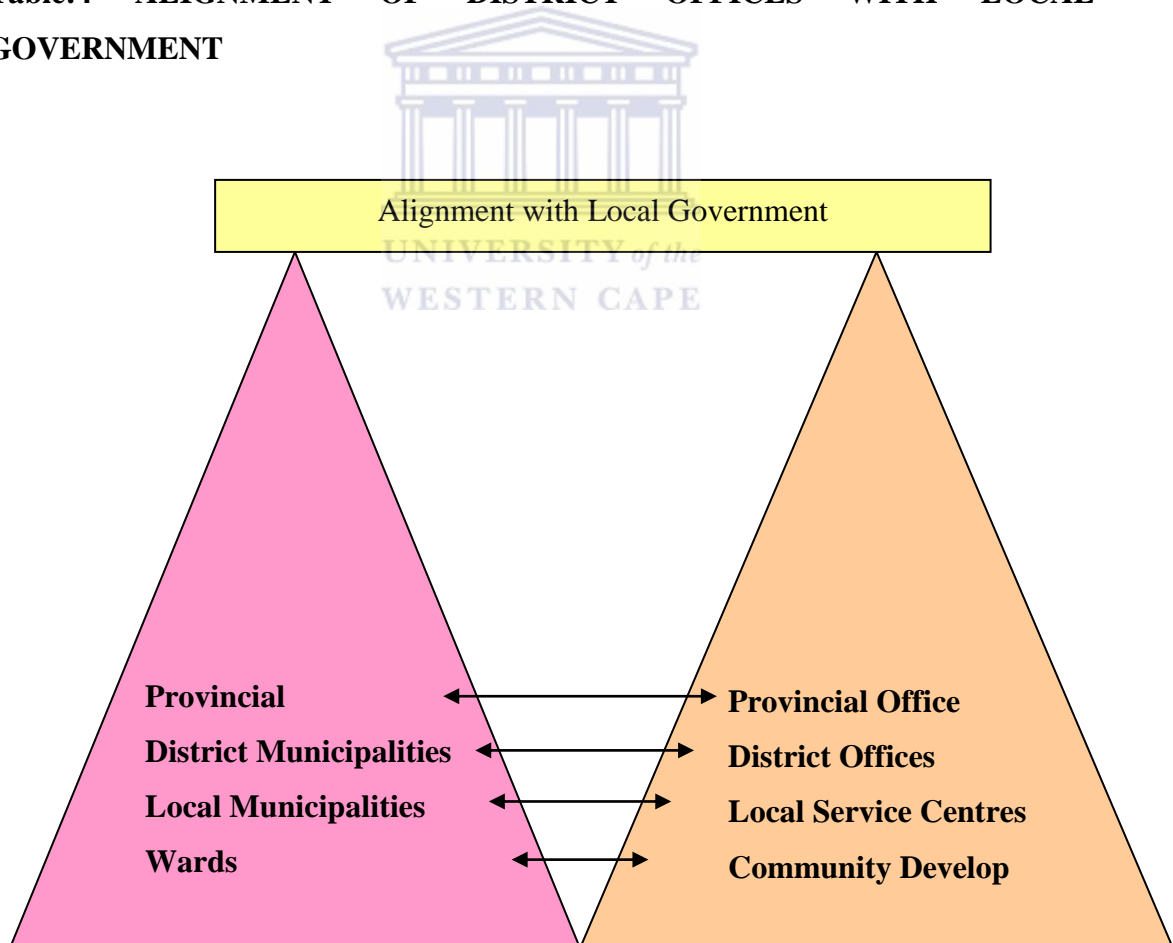 ALIGNMENT OF DISTRICT OFFICES WITH LOCAL
GOVERNMENT
Alignment with Local Government
UNIVERSITY of the
WESTERN CAPE
Provincial
Provincial Office
District Municipalities
District Offices
Local Municipalities
Local Service Centres
Wards
Community Develop